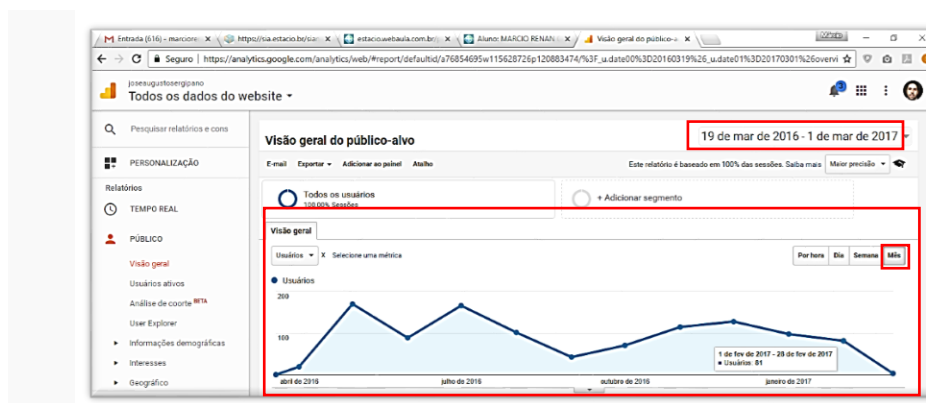 Entrada (616) - marciore
https://sia.estacio.br/sian
estacio.webaula.com.br/
Aluno: MARCIO RENAN
Visão geral do público-a
Seguro | https://analytics.google.com/analytics/web/#report/defaultid/a76854695w115628726p120883474/%3F_u.date00%3D20160319%26_u.date01%3D20170301%26overvi
joseaugustosergipano
Todos os dados do website
Pesquisar relatórios e cons
Visão geral do público-alvo
19 de mar de 2016 - 1 de mar de 2017
PERSONALIZAÇÃO
E-mail Exportar Adicionar ao painel Atalho
Este relatório é baseado em 100% das sessões. Saiba mais
Maior precisão
Relatórios
TEMPO REAL
Todos os usuários
100,00% Sessões
+ Adicionar segmento
PÚBLICO
Visão geral
Visão geral
Usuários ativos
Usuários X Selecione uma métrica
Por hora Dia Semana Mês
Análise de coorte BETA
Usuários
User Explorer
200
Informações demográficas
100
Interesses
1 de fev de 2017 - 28 de fev de 2017
Usuários: 81
Geográfico
abril de 2016 julho de 2016 outubro de 2016 janeiro de 2017